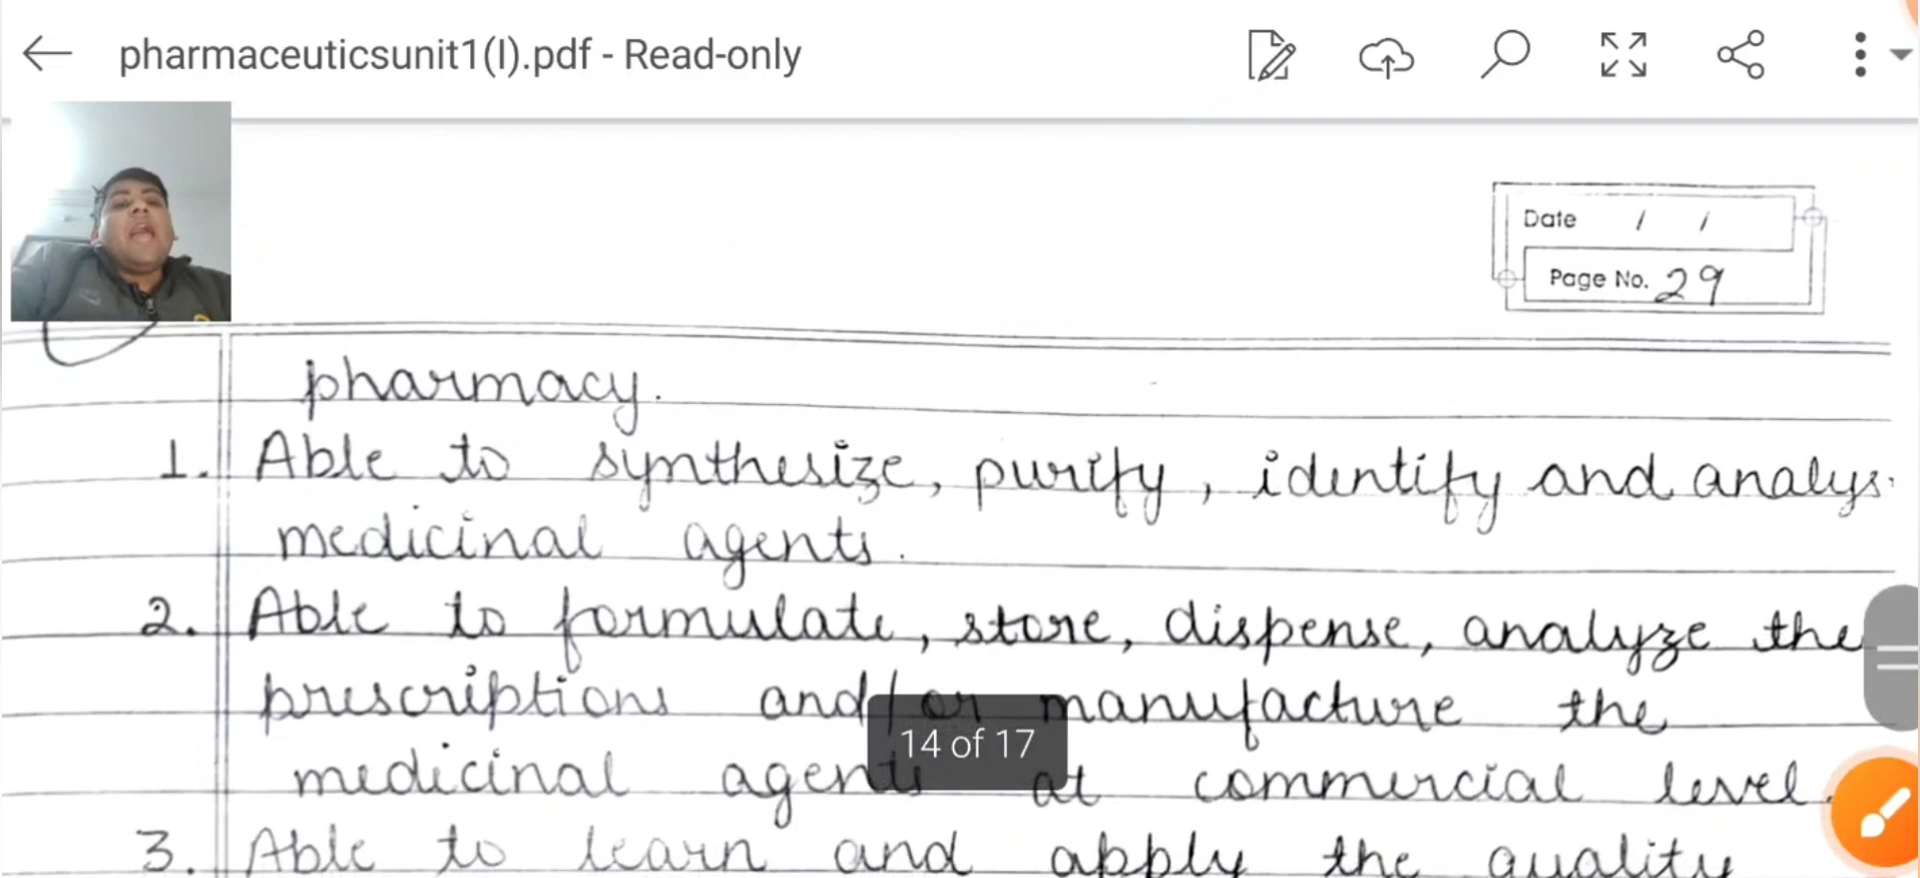 pharmaceuticsunit1(I).pdf - Read-only
Date / /
Page No. 29
pharmacy.
1. Able to synthesize, purify, identify and analys
medicinal agents.
2. Able to formulate, store, dispense, analyze the
prescriptions and/or manufacture the
14 of 17
medicinal agents at commercial level.
3. Able to learn and apply the quality